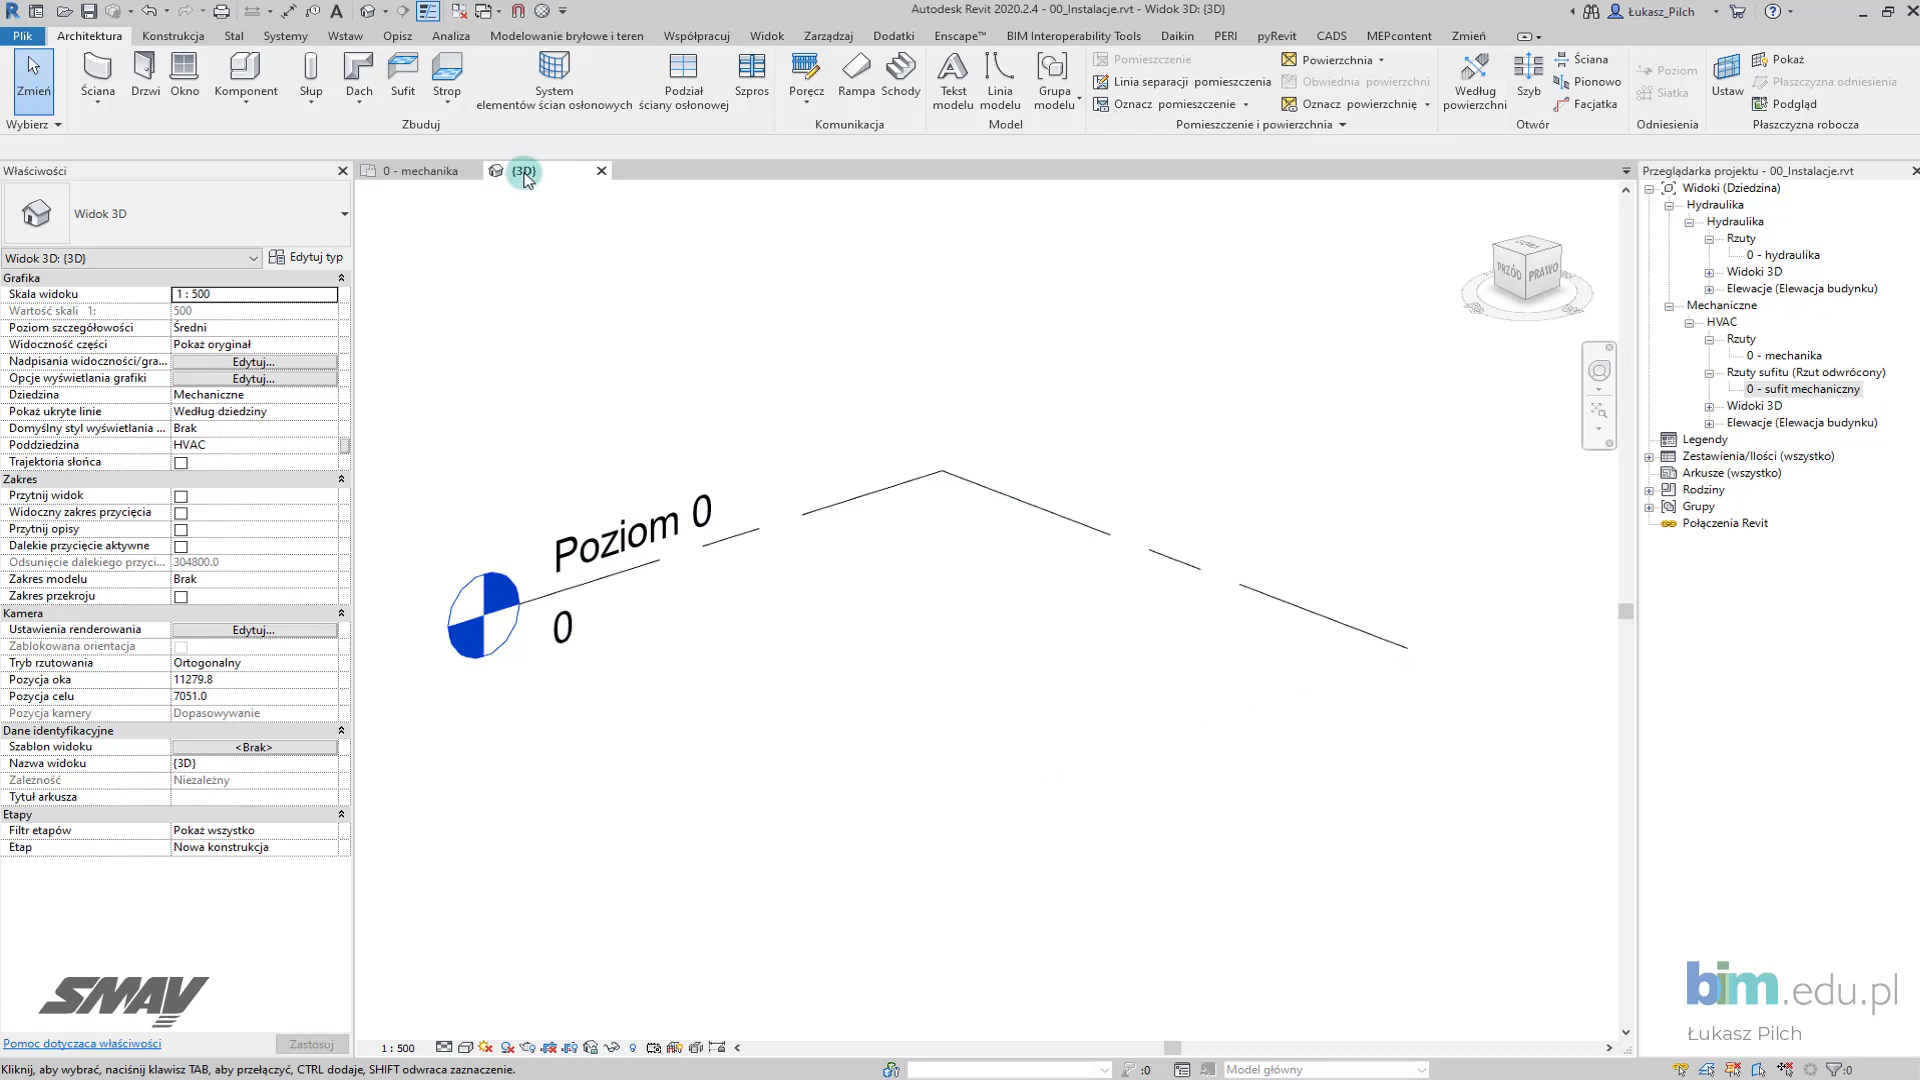 Autodesk Revit 2020.2.4 - 00_Instalacje.rvt - Widok 3D: {3D}
Łukasz_Pilch
Plik Architektura Konstrukcja Stal Systemy Wstaw Opisz Analiza Modelowanie bryłowe i teren Współpracuj Widok Zarządzaj Dodatki Enscape™ BIM Interoperability Tools Daikin PERI pyRevit CADS MEPcontent Zmień
Zmień Ściana Drzwi Okno Komponent Słup Dach Sufit Strop
System elementów ścian osłonowych
Podział ściany osłonowej
Szpros
Poręcz Rampa Schody
Tekst modelu
Linia modelu
Grupa modelu
Pomieszczenie
Linia separacji pomieszczenia
Oznacz pomieszczenie
Powierzchnia
Obwiednia powierzchni
Oznacz powierzchnię
Według powierzchni
Szyb
Ściana
Pionowo
Facjatka
Poziom
Siatka
Ustaw
Pokaż
Płaszczyzna odniesienia
Podgląd
Wybierz Zbuduj Komunikacja Model Pomieszczenie i powierzchnia Otwór Odniesienia Płaszczyzna robocza
Właściwości
0 - mechanika
{3D}
Przeglądarka projektu - 00_Instalacje.rvt
Widok 3D
Widok 3D: {3D}
Edytuj typ
Grafika
Skala widoku 1 : 500
Wartość skali 1: 500
Poziom szczegółowości Średni
Widoczność części Pokaż oryginał
Nadpisania widoczności/gra... Edytuj...
Opcje wyświetlania grafiki Edytuj...
Dziedzina Mechaniczne
Pokaż ukryte linie Według dziedziny
Domyślny styl wyświetlania ... Brak
Poddziedzina HVAC
Trajektoria słońca
Zakres
Przytnij widok
Widoczny zakres przycięcia
Przytnij opisy
Dalekie przycięcie aktywne
Odsunięcie dalekiego przyci... 304800.0
Zakres modelu Brak
Zakres przekroju
Kamera
Ustawienia renderowania Edytuj...
Zablokowana orientacja
Tryb rzutowania Ortogonalny
Pozycja oka 11279.8
Pozycja celu 7051.0
Pozycja kamery Dopasowywanie
Dane identyfikacyjne
Szablon widoku <Brak>
Nazwa widoku {3D}
Zależność Niezależny
Tytuł arkusza
Etapy
Filtr etapów Pokaż wszystko
Etap Nowa konstrukcja
SMAY
Pomoc dotycząca właściwości
Zastosuj
Poziom 0
0
PRZÓD PRAWO
Widoki (Dziedzina)
Hydraulika
Hydraulika
Rzuty
0 - hydraulika
Widoki 3D
Elewacje (Elewacja budynku)
Mechaniczne
HVAC
Rzuty
0 - mechanika
Rzuty sufitu (Rzut odwrócony)
0 - sufit mechaniczny
Widoki 3D
Elewacje (Elewacja budynku)
Legendy
Zestawienia/Ilości (wszystko)
Arkusze (wszystko)
Rodziny
Grupy
Połączenia Revit
bim.edu.pl
Łukasz Pilch
1 : 500
Kliknij, aby wybrać, naciśnij klawisz TAB, aby przełączyć, CTRL dodaje, SHIFT odwraca zaznaczenie.
:0
Model główny
:0